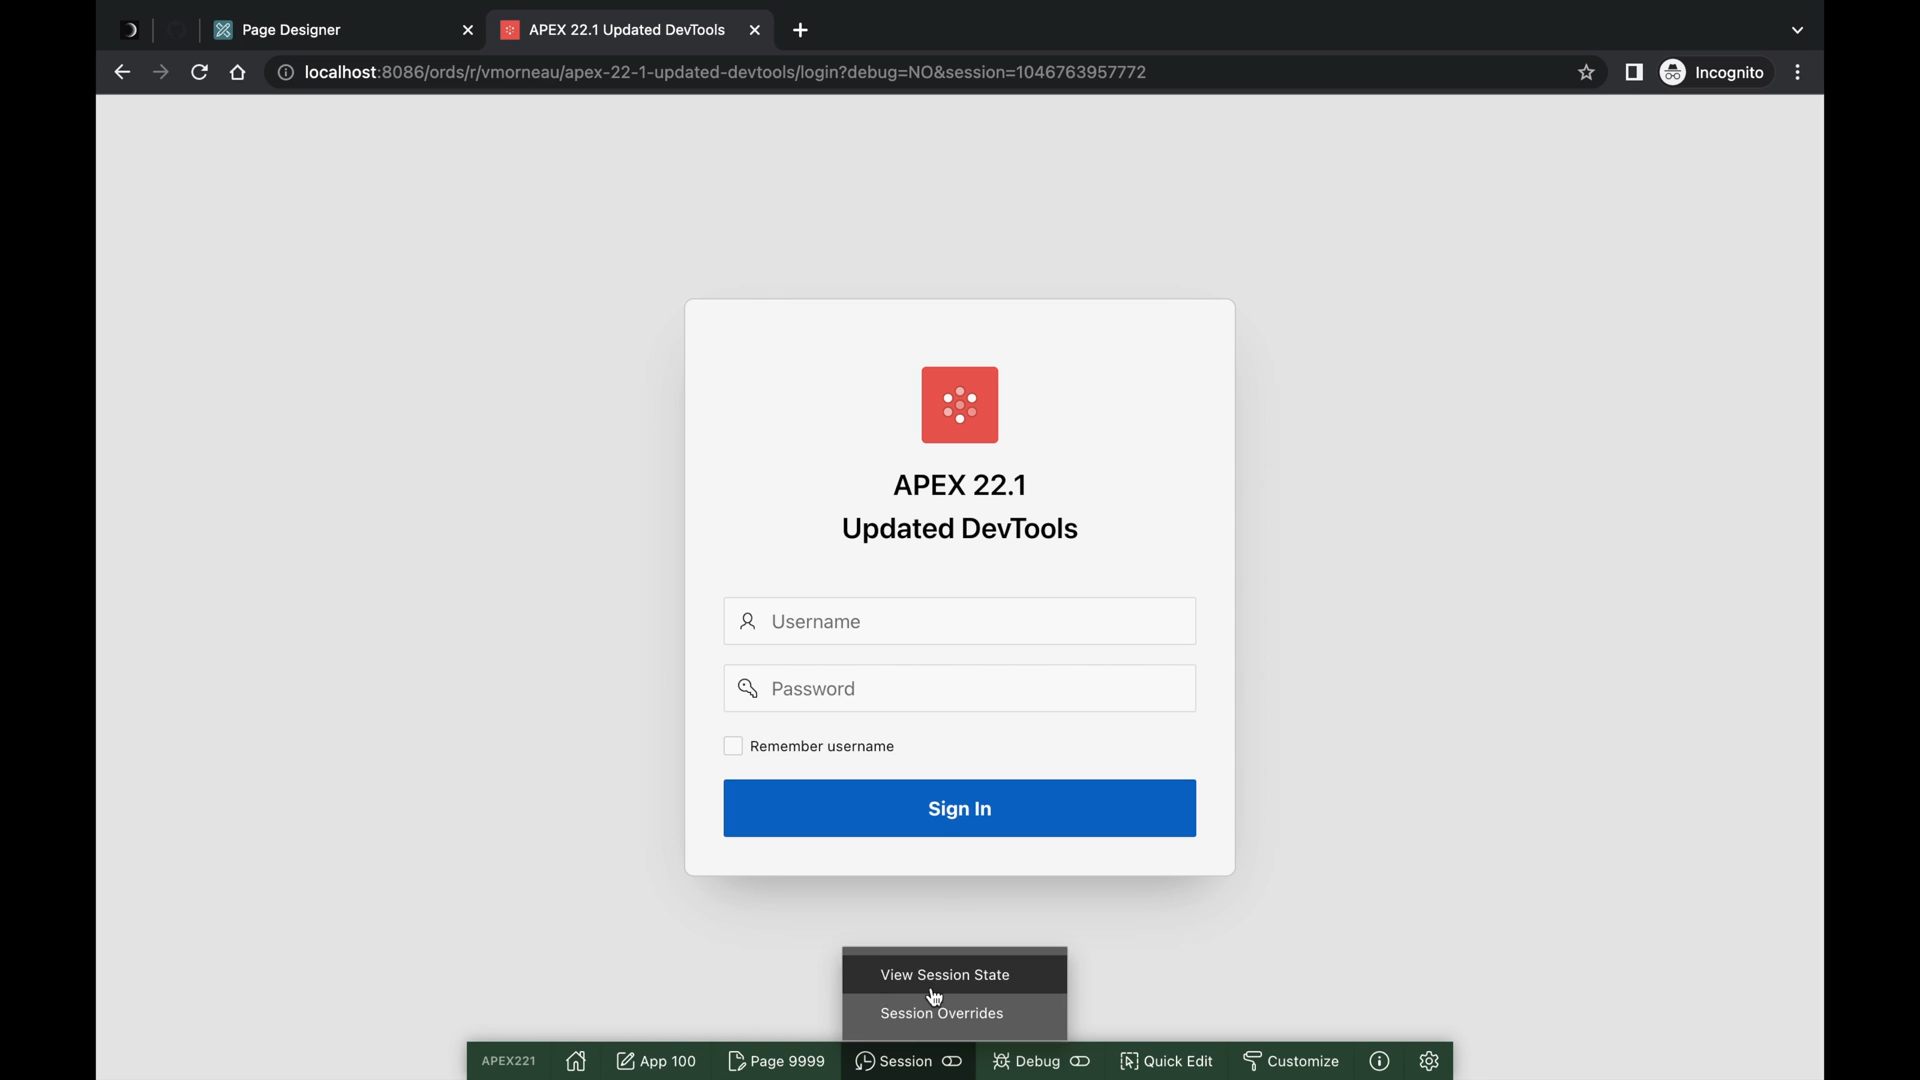 Page Designer
APEX 22.1 Updated DevTools
localhost:8086/ords/r/vmorneau/apex-22-1-updated-devtools/login?debug=NO&session=1046763957772
Incognito
APEX 22.1
Updated DevTools
Username
Password
Remember username
Sign In
View Session State
Session Overrides
APEX221
App 100
Page 9999
Session
Debug
Quick Edit
Customize